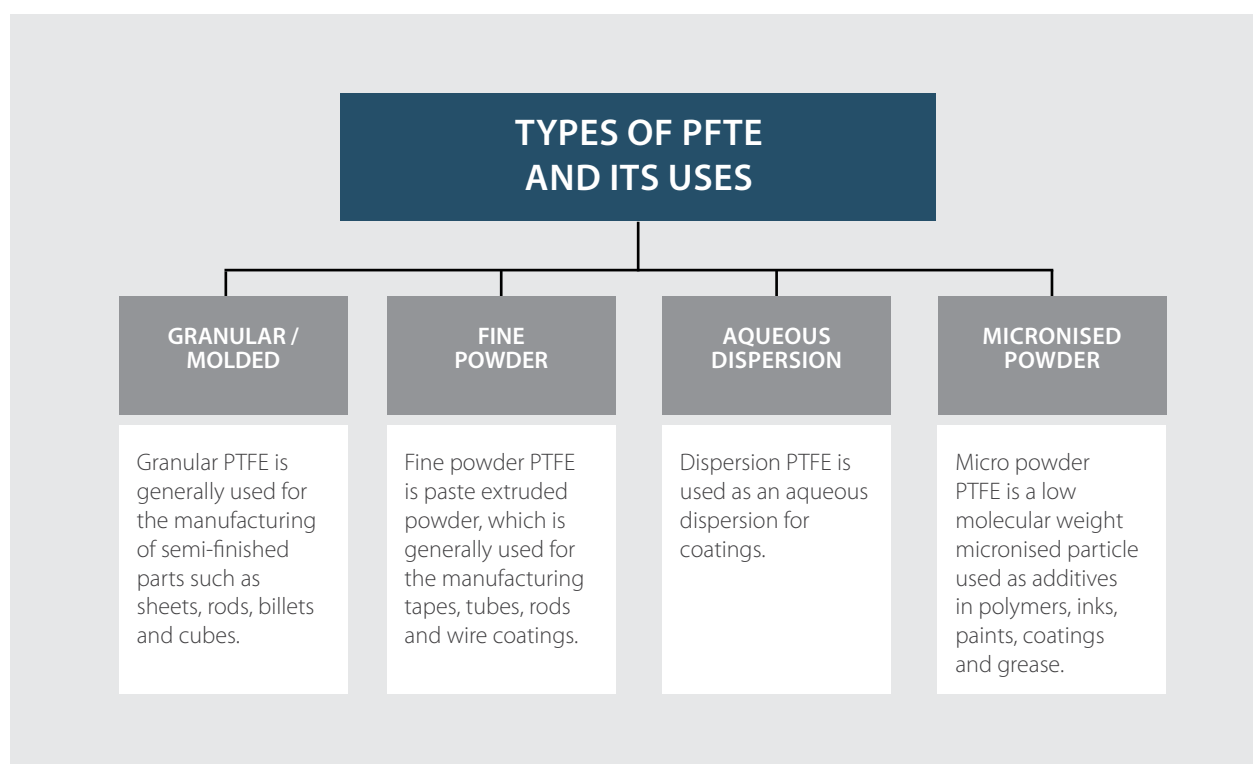 TYPES OF PFTE
AND ITS USES
GRANULAR /
MOLDED
Granular PTFE is
generally used for
the manufacturing
of semi-finished
parts such as
sheets, rods, billets
and cubes.
FINE
POWDER
Fine powder PTFE
is paste extruded
powder, which is
generally used for
the manufacturing
tapes, tubes, rods
and wire coatings.
AQUEOUS
DISPERSION
Dispersion PTFE is
used as an aqueous
dispersion for
coatings.
MICRONISED
POWDER
Micro powder
PTFE is a low
molecular weight
micronised particle
used as additives
in polymers, inks,
paints, coatings
and grease.